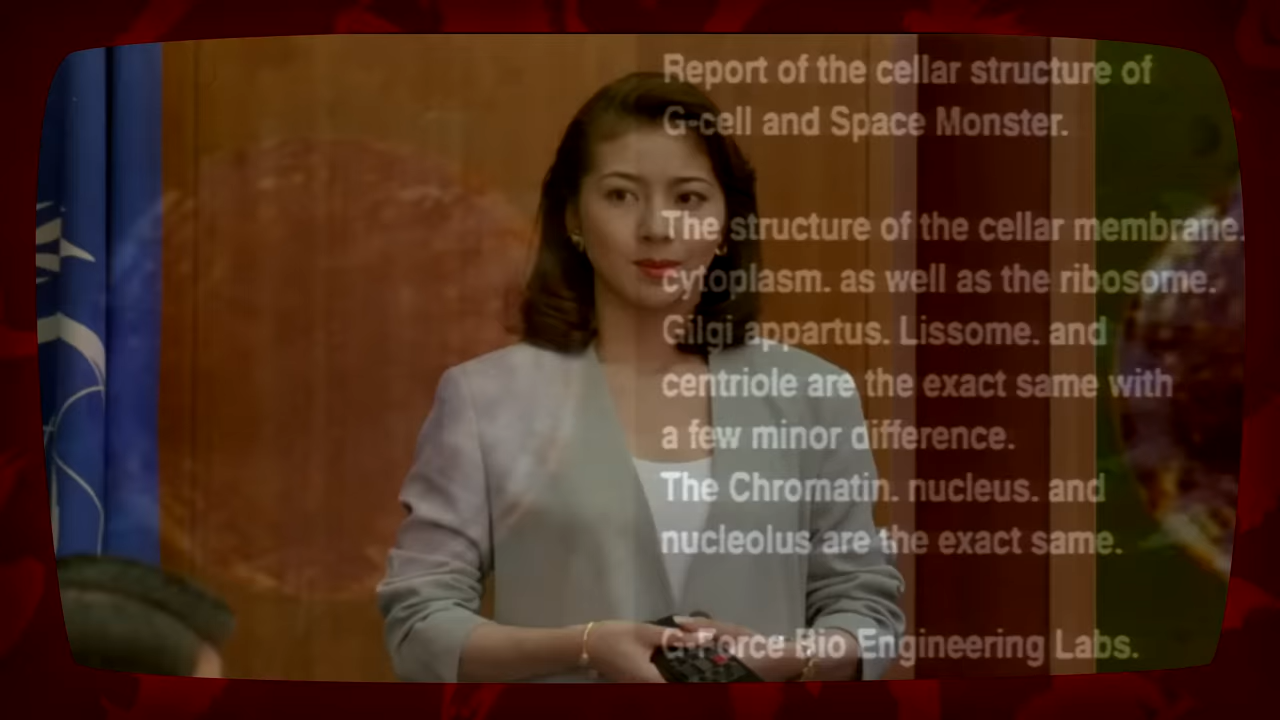 Report of the cellar structure of
G-cell and Space Monster.
The structure of the cellar membrane.
cytoplasm. as well as the ribosome.
Gilgi appartus. Lissome. and
centriole are the exact same with
a few minor difference.
The Chromatin. nucleus. and
nucleolus are the exact same.
G-Force Bio Engineering Labs.